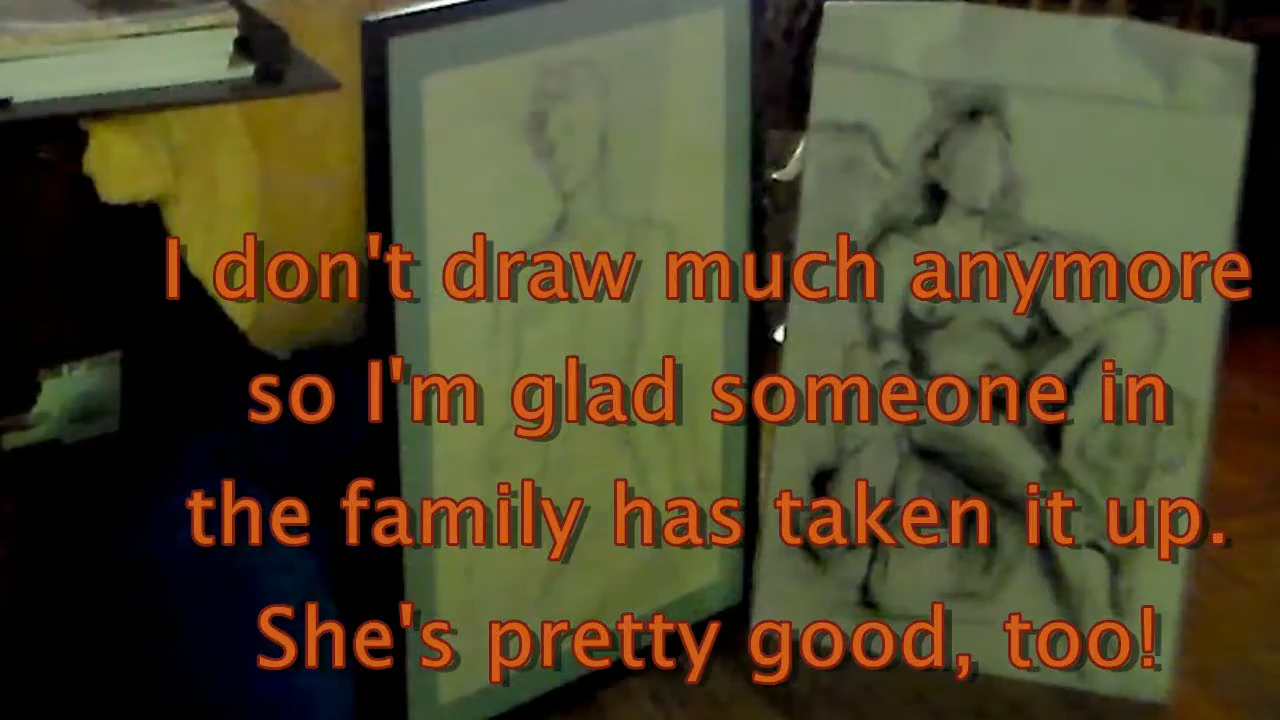 I don't draw much anymore
so I'm glad someone in
the family has taken it up.
She's pretty good, too!